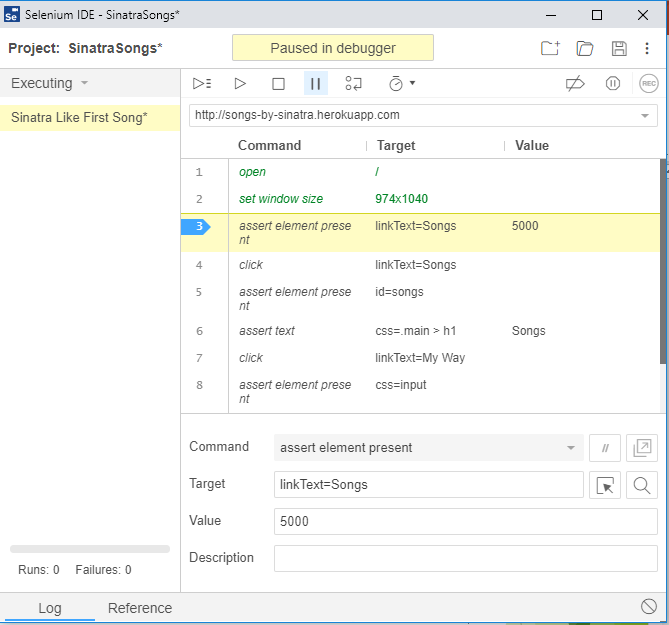 Se Selenium IDE - SinatraSongs*
Project: SinatraSongs*
Paused in debugger
Executing
Sinatra Like First Song*
http://songs-by-sinatra.herokuapp.com
REC
Command Target Value
1 open /
2 set window size 974x1040
3 assert element prese linkText=Songs 5000
nt
4 click linkText=Songs
5 assert element prese id=songs
nt
6 assert text css=.main > h1 Songs
7 click linkText=My Way
8 assert element prese css=input
nt
Command assert element present //
Target linkText=Songs
Value 5000
Description
Runs: 0 Failures: 0
Log Reference